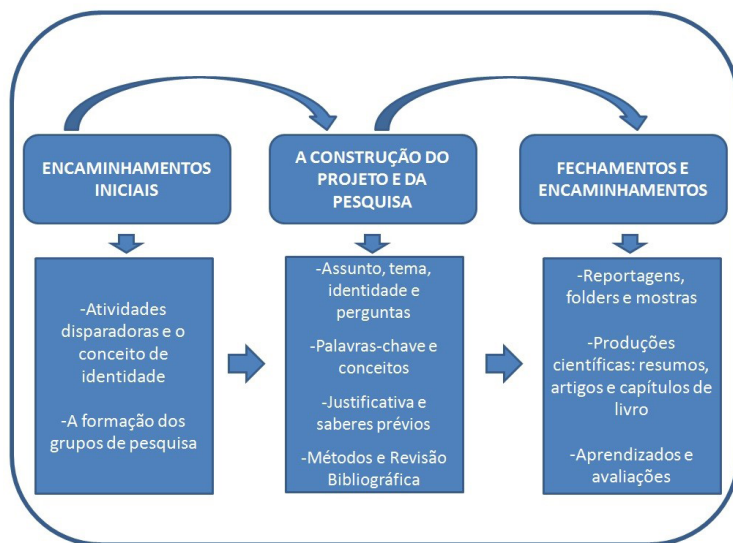 ENCAMINHAMENTOS
INICIAIS
-Atividades
disparadoras e o
conceito de
identidade
-A formação dos
grupos de pesquisa
A CONSTRUÇÃO DO
PROJETO E DA
PESQUISA
-Assunto, tema,
identidade e
perguntas
-Palavras-chave e
conceitos
-Justificativa e
saberes prévios
-Métodos e Revisão
Bibliográfica
FECHAMENTOS E
ENCAMINHAMENTOS
-Reportagens,
folders e mostras
-Produções
científicas: resumos,
artigos e capítulos de
livro
-Aprendizados e
avaliações